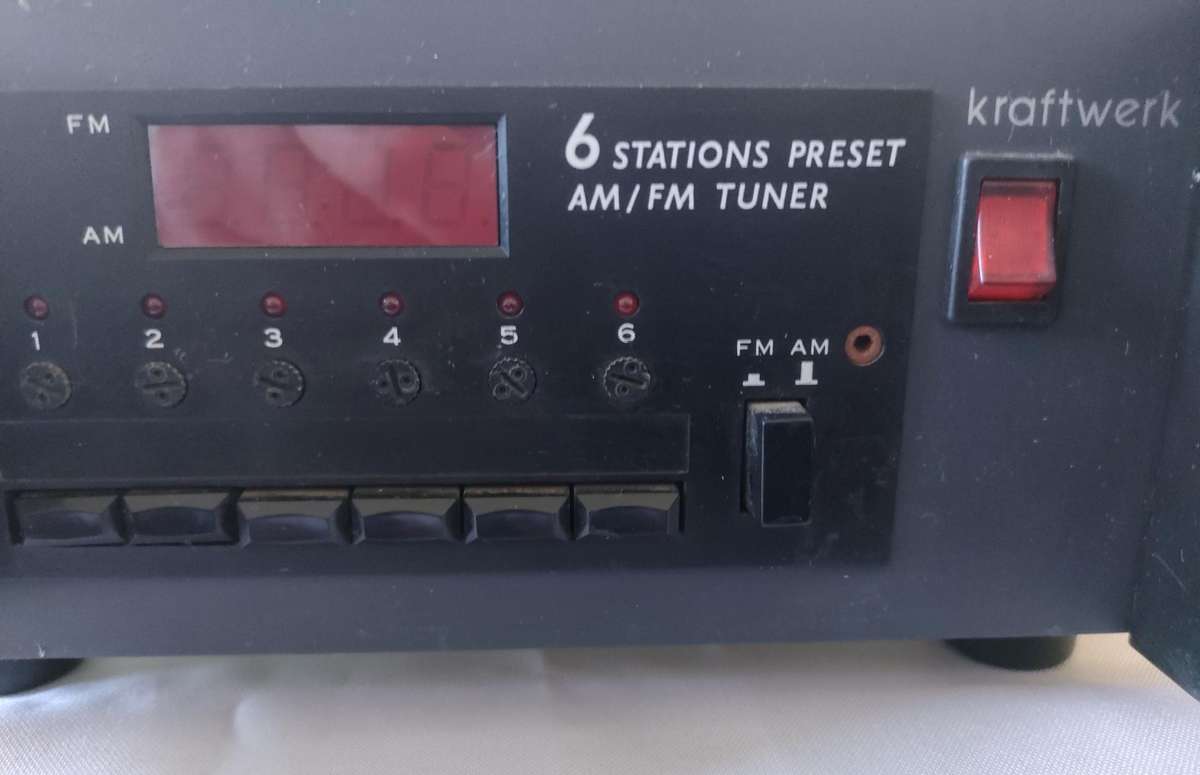 FM
AM
6 STATIONS PRESET
AM/FM TUNER
kraftwerk
1 2 3 4 5 6
FM AM